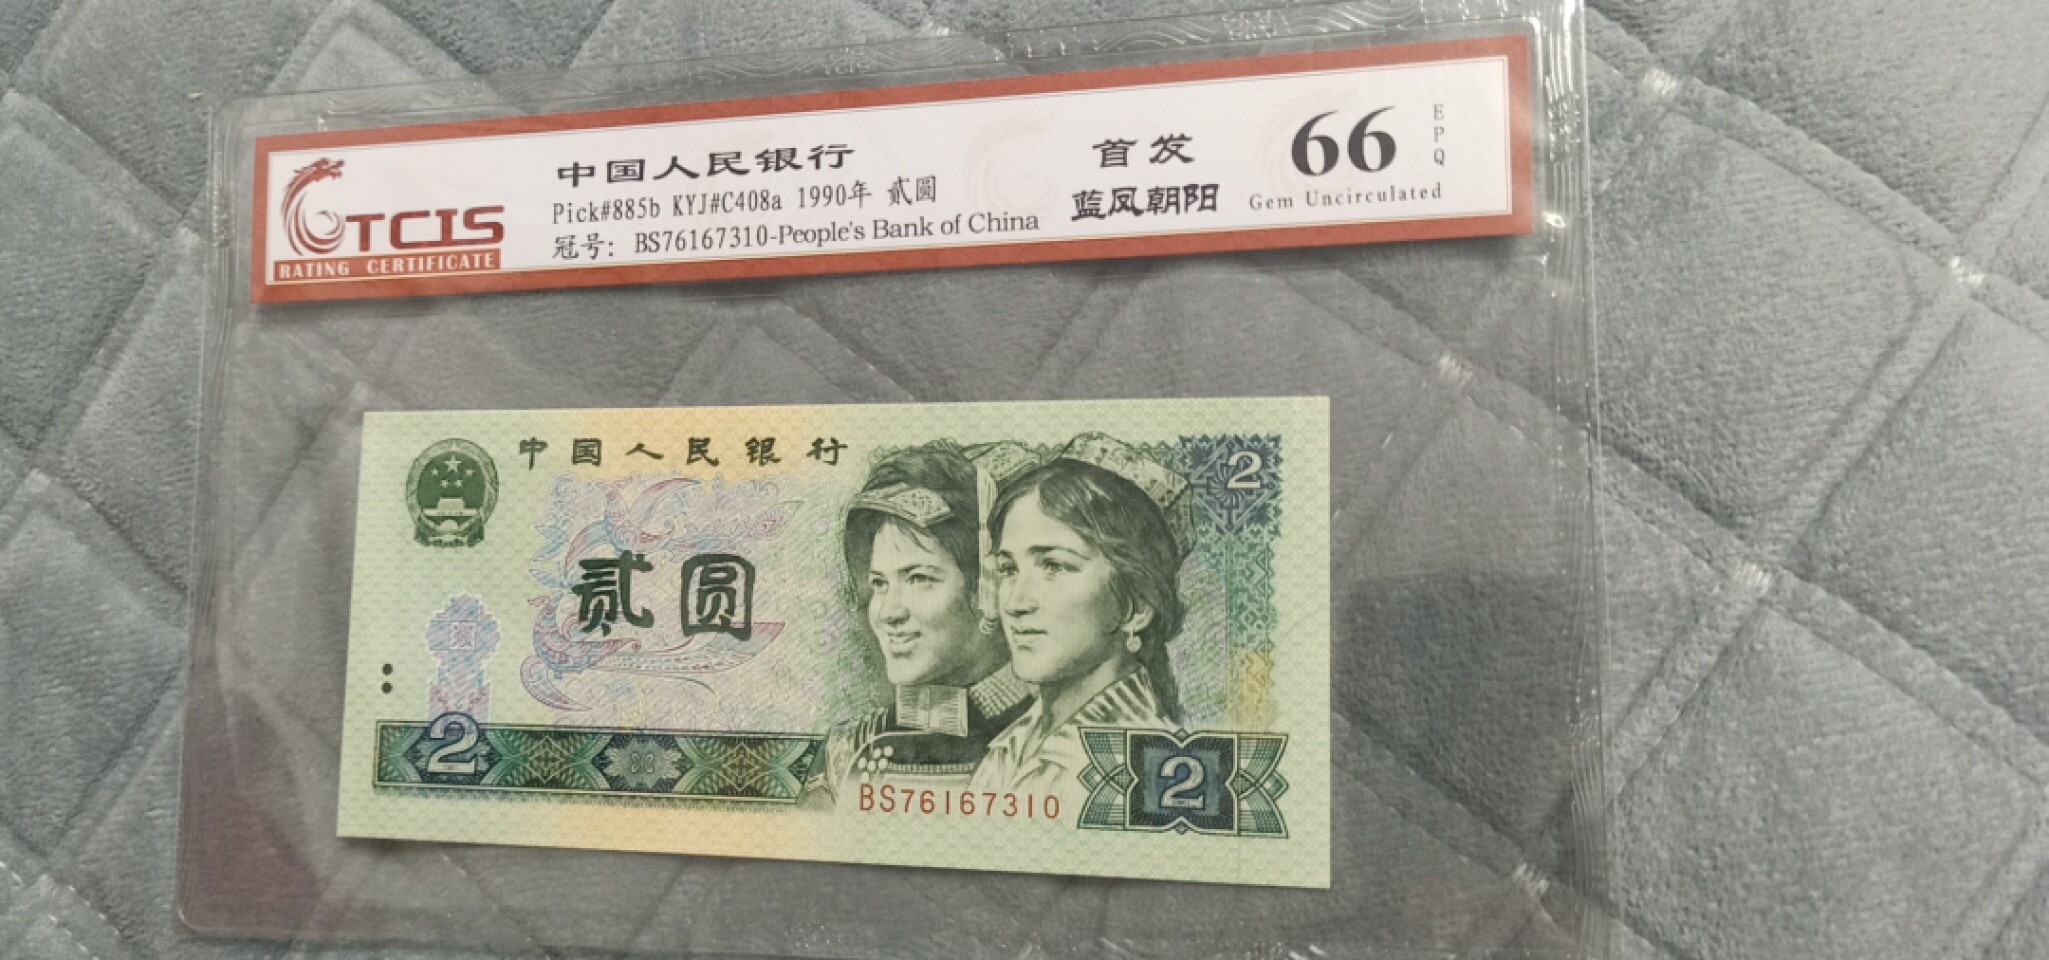 TCIS
RATING CERTIFICATE
中国人民银行
Pick#885b KYJ#C408a 1990年 贰圆
冠号: BS76167310-People's Bank of China
首发
蓝凤朝阳
66
EPQ
Gem Uncirculated
中国人民银行
2
贰圆
2
BS76167310
2